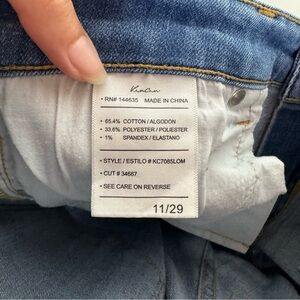 KanCan
• RN# 144635 MADE IN CHINA
• 65.4% COTTON / ALGODON
• 33.6% POLYESTER / POLIESTER
• 1% SPANDEX / ELASTANO
• STYLE / ESTILO # KC7085LOM
• CUT # 34667
• SEE CARE ON REVERSE
11/29